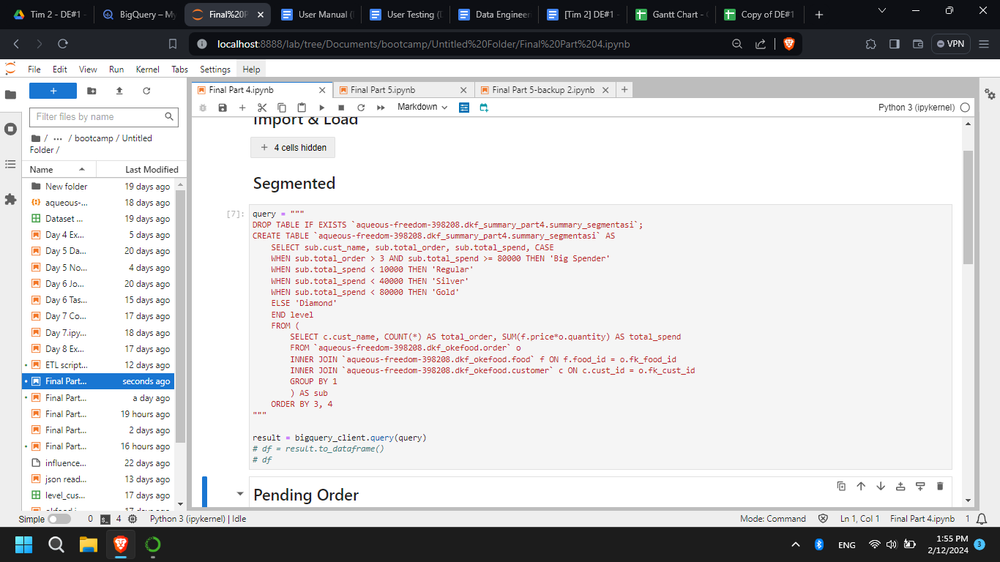 Tim 2 - DE#1 -
BigQuery – My
Final%20P
User Manual (
User Testing (D
Data Engineer
[Tim 2] DE#1 -
Gantt Chart -
Copy of DE#1
localhost:8888/lab/tree/Documents/bootcamp/Untitled%20Folder/Final%20Part%204.ipynb
VPN
File Edit View Run Kernel Tabs Settings Help
Filter files by name
/ ... / bootcamp / Untitled
Folder /
Name Last Modified
New folder 19 days ago
aqueous-... 18 days ago
Dataset ... 19 days ago
Day 4 Ex... 5 days ago
Day 5 Da... 20 days ago
Day 5 No... 4 days ago
Day 6 Jo... 20 days ago
Day 6 Tas... 15 days ago
Day 7 Co... 17 days ago
Day 7.ipy... 18 days ago
Day 8 Ex... 17 days ago
ETL script... 12 days ago
Final Part... seconds ago
Final Part... a day ago
Final Part... 19 hours ago
Final Part... 2 days ago
Final Part... 16 hours ago
influence... 22 days ago
json read... 13 days ago
level_cus... 17 days ago
Final Part 4.ipynb
Final Part 5.ipynb
Final Part 5-backup 2.ipynb
Markdown
Python 3 (ipykernel)
Import & Load
+ 4 cells hidden
Segmented
[7]:
query = """
DROP TABLE IF EXISTS `aqueous-freedom-398208.dkf_summary_part4.summary_segmentasi`;
CREATE TABLE `aqueous-freedom-398208.dkf_summary_part4.summary_segmentasi` AS
SELECT sub.cust_name, sub.total_order, sub.total_spend, CASE
WHEN sub.total_order > 3 AND sub.total_spend >= 80000 THEN 'Big Spender'
WHEN sub.total_spend < 10000 THEN 'Regular'
WHEN sub.total_spend < 40000 THEN 'Silver'
WHEN sub.total_spend < 80000 THEN 'Gold'
ELSE 'Diamond'
END level
FROM (
SELECT c.cust_name, COUNT(*) AS total_order, SUM(f.price*o.quantity) AS total_spend
FROM `aqueous-freedom-398208.dkf_okefood.order` o
INNER JOIN `aqueous-freedom-398208.dkf_okefood.food` f ON f.food_id = o.fk_food_id
INNER JOIN `aqueous-freedom-398208.dkf_okefood.customer` c ON c.cust_id = o.fk_cust_id
GROUP BY 1
) AS sub
ORDER BY 3, 4
"""
result = bigquery_client.query(query)
# df = result.to_dataframe()
# df
Pending Order
Simple 0 4 Python 3 (ipykernel) | Idle
Mode: Command Ln 1, Col 1 Final Part 4.ipynb 1
ENG
1:55 PM
2/12/2024
3